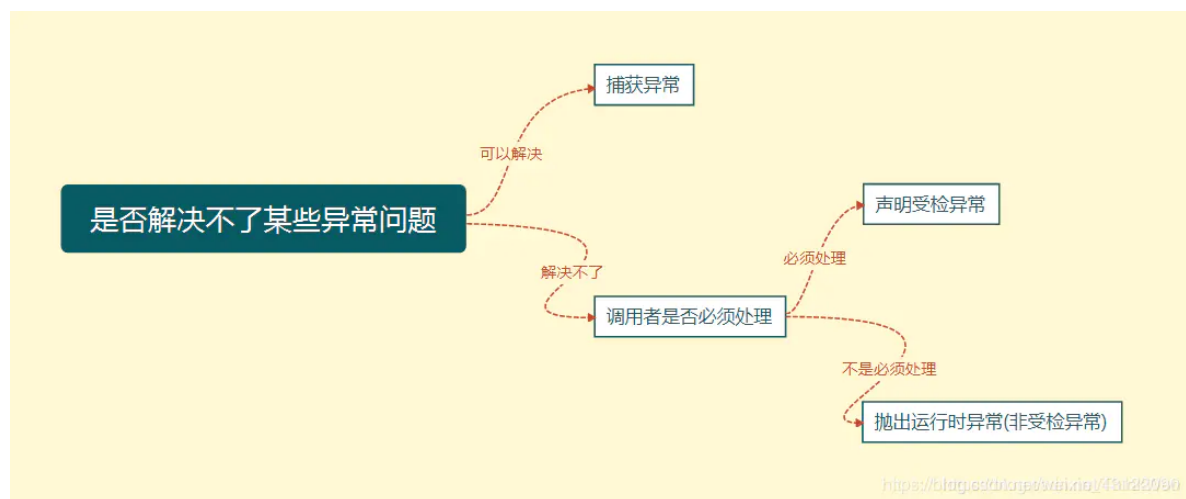 捕获异常
可以解决
是否解决不了某些异常问题
声明受检异常
必须处理
解决不了
调用者是否必须处理
不是必须处理
抛出运行时异常(非受检异常)